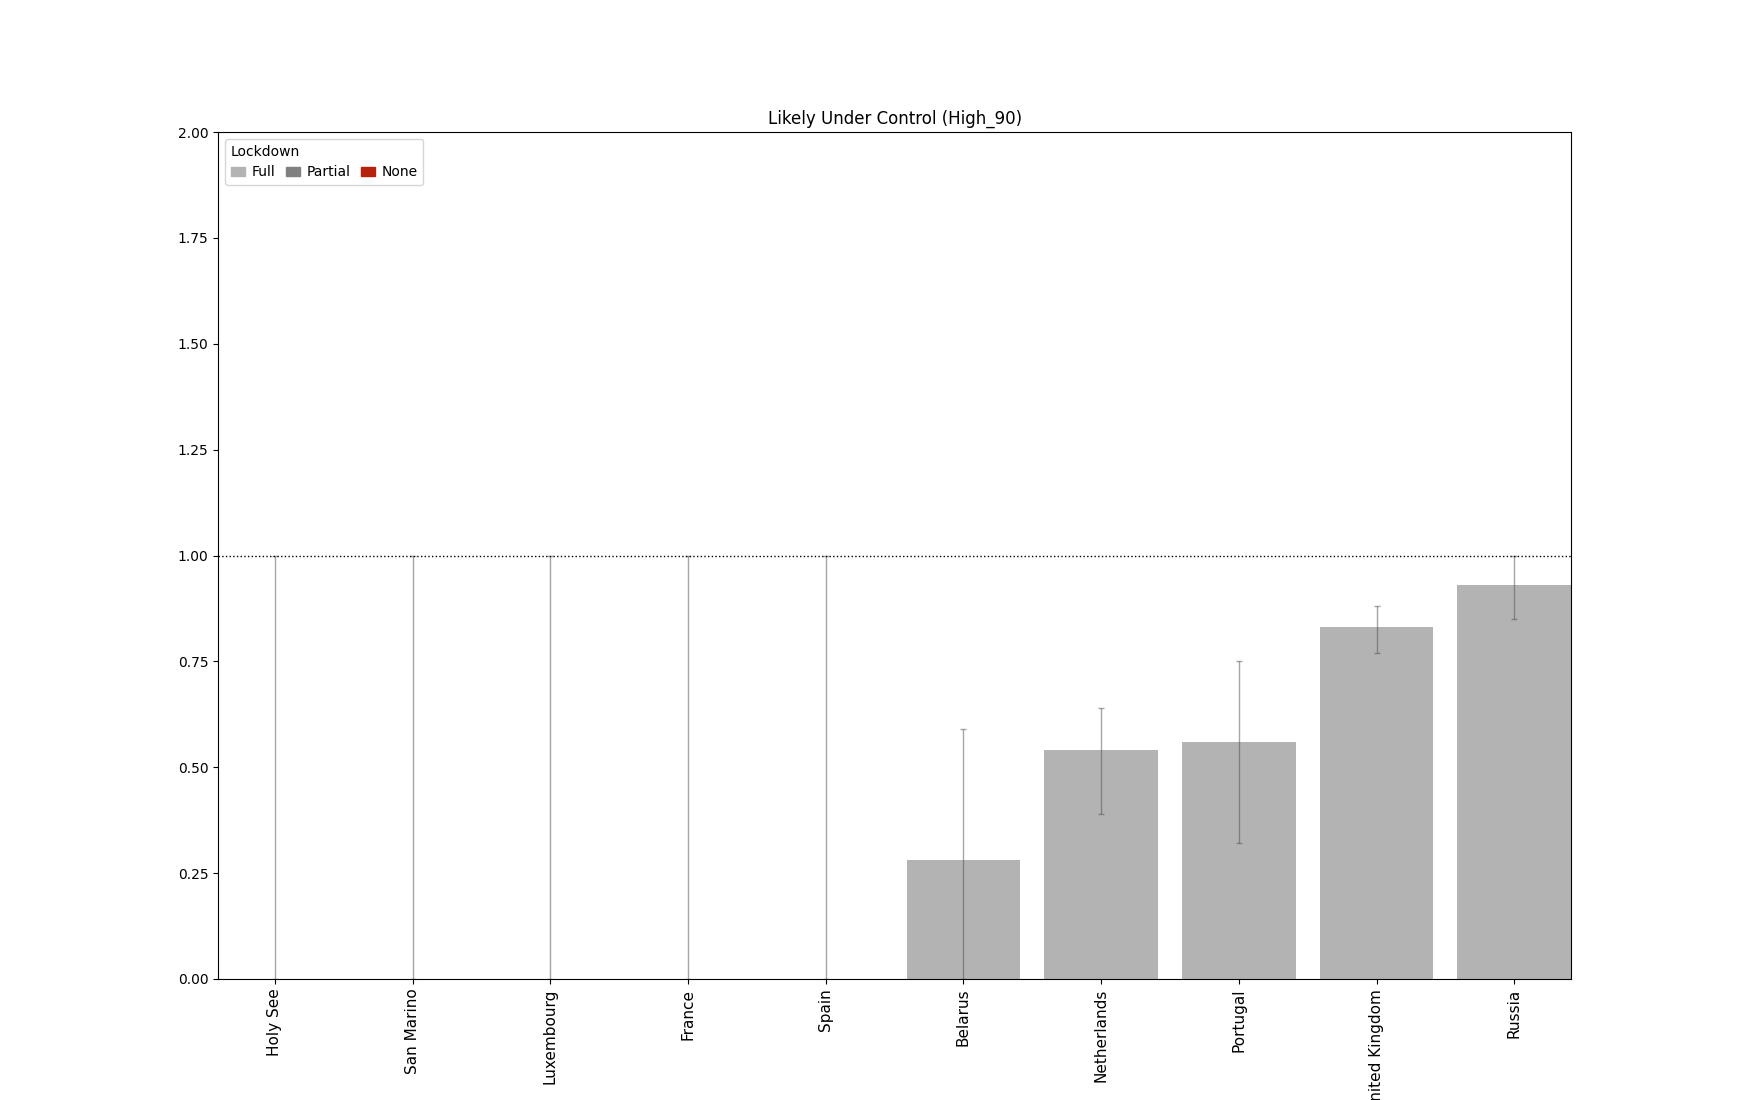 Likely Under Control (High_90)
Lockdown
Full Partial None
2.00
1.75
1.50
1.25
1.00
0.75
0.50
0.25
0.00
Holy See
San Marino
Luxembourg
France
Spain
Belarus
Netherlands
Portugal
nited Kingdom
Russia